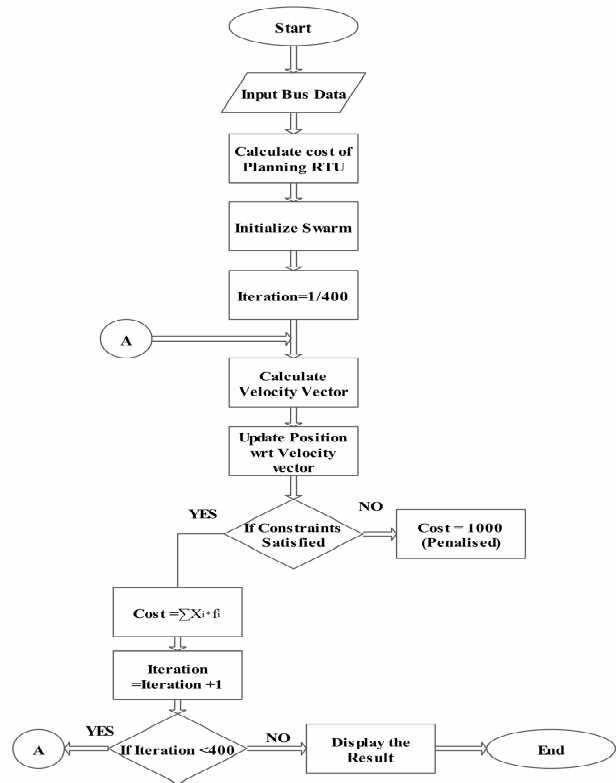 Start
Input Bus Data
Calculate cost of
Planning RTU
Initialize Swarm
Iteration=1/400
A
Calculate
Velocity Vector
Update Position
wrt Velocity
vector
YES
NO
If Constraints
Satisfied
Cost = 1000
(Penalised)
Cost =∑Xi* fi
Iteration
=Iteration +1
A
YES
If Iteration <400
NO
Display the
Result
End